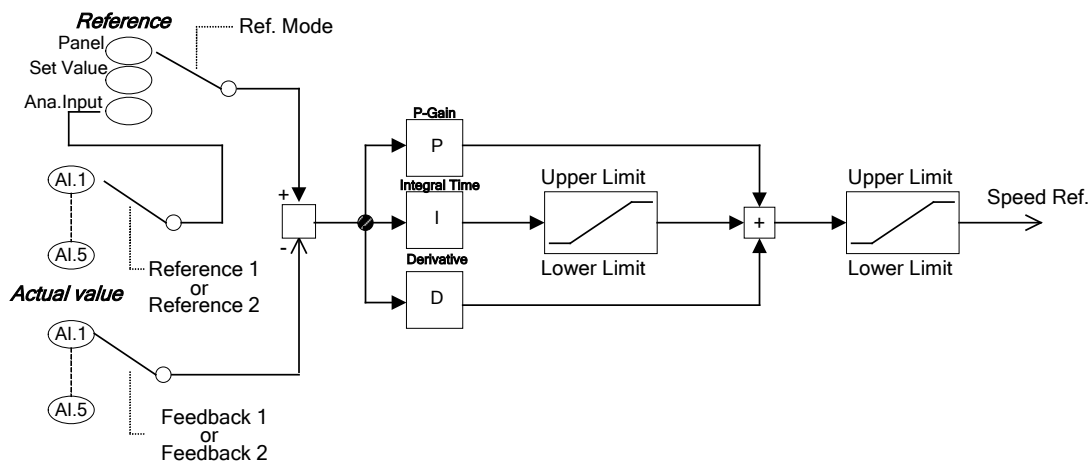 Reference
Panel
Set Value
Ana.Input
Ref. Mode
AI.1
AI.5
Reference 1
or
Reference 2
Actual value
AI.1
AI.5
Feedback 1
or
Feedback 2
+
-
P-Gain
P
Integral Time
I
Derivative
D
Upper Limit
Lower Limit
+
Upper Limit
Lower Limit
Speed Ref.